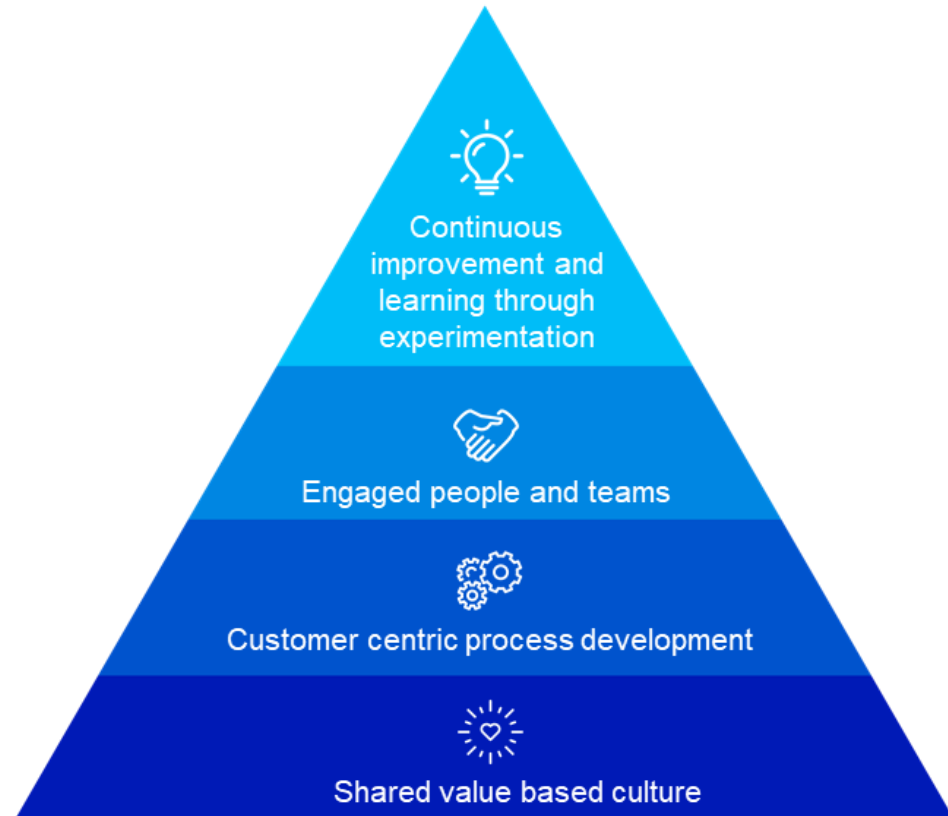 Continuous
improvement and
learning through
experimentation
Engaged people and teams
Customer centric process development
Shared value based culture